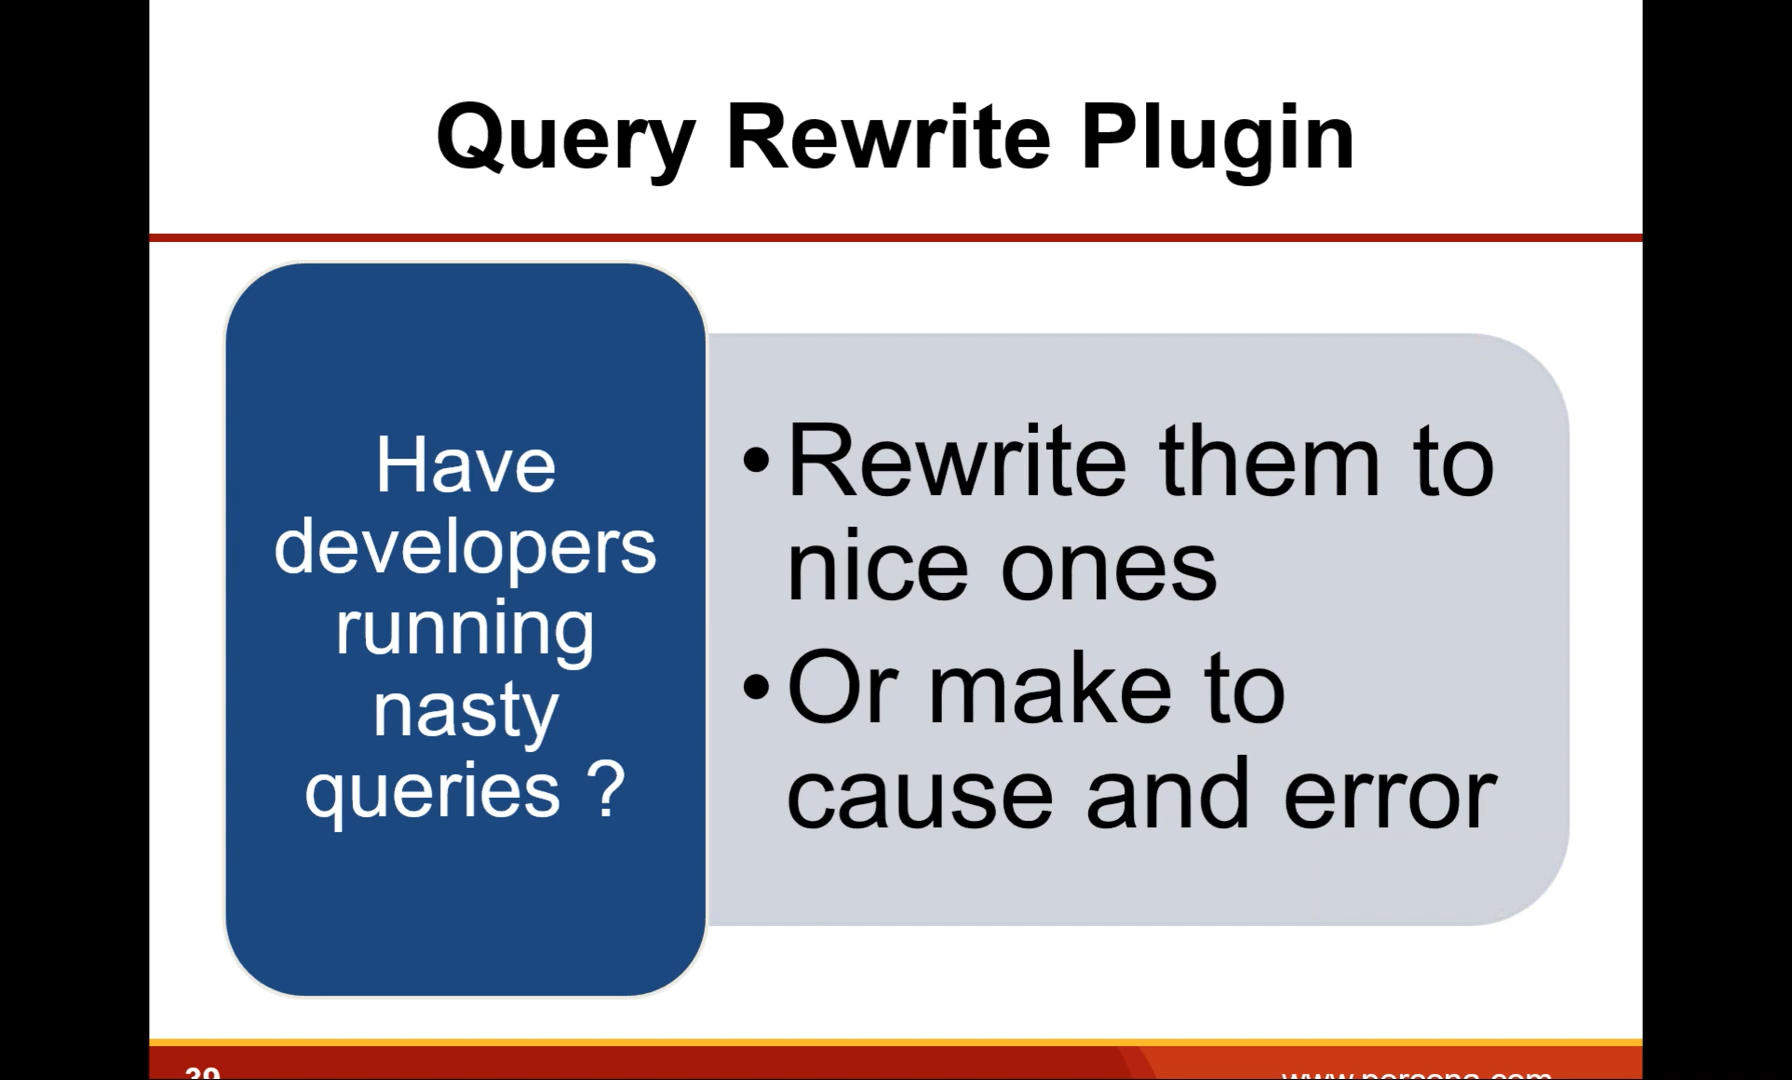 Query Rewrite Plugin
Have
developers
running
nasty
queries ?
•Rewrite them to
nice ones
•Or make to
cause and error
39
www.percona.com